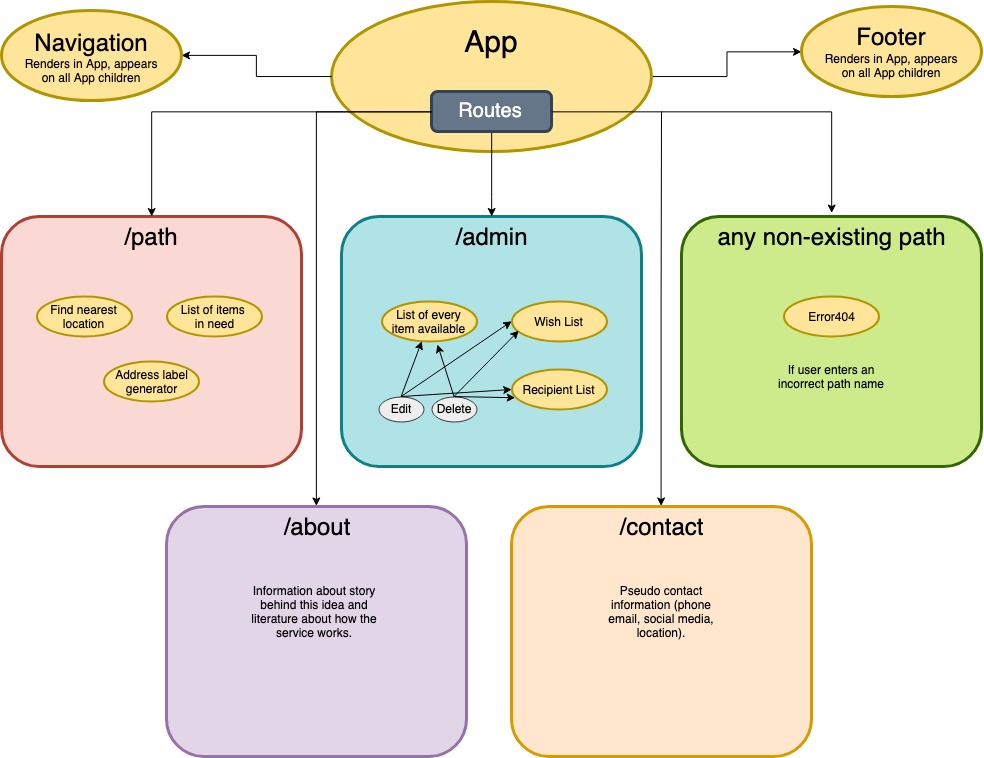 App
Navigation
Renders in App, appears
on all App children
Footer
Renders in App, appears
on all App children
Routes
/path
Find nearest
location
List of items
in need
Address label
generator
/admin
List of every
item available
Wish List
Recipient List
Edit
Delete
any non-existing path
Error404
If user enters an
incorrect path name
/about
Information about story
behind this idea and
literature about how the
service works.
/contact
Pseudo contact
information (phone
email, social media,
location).